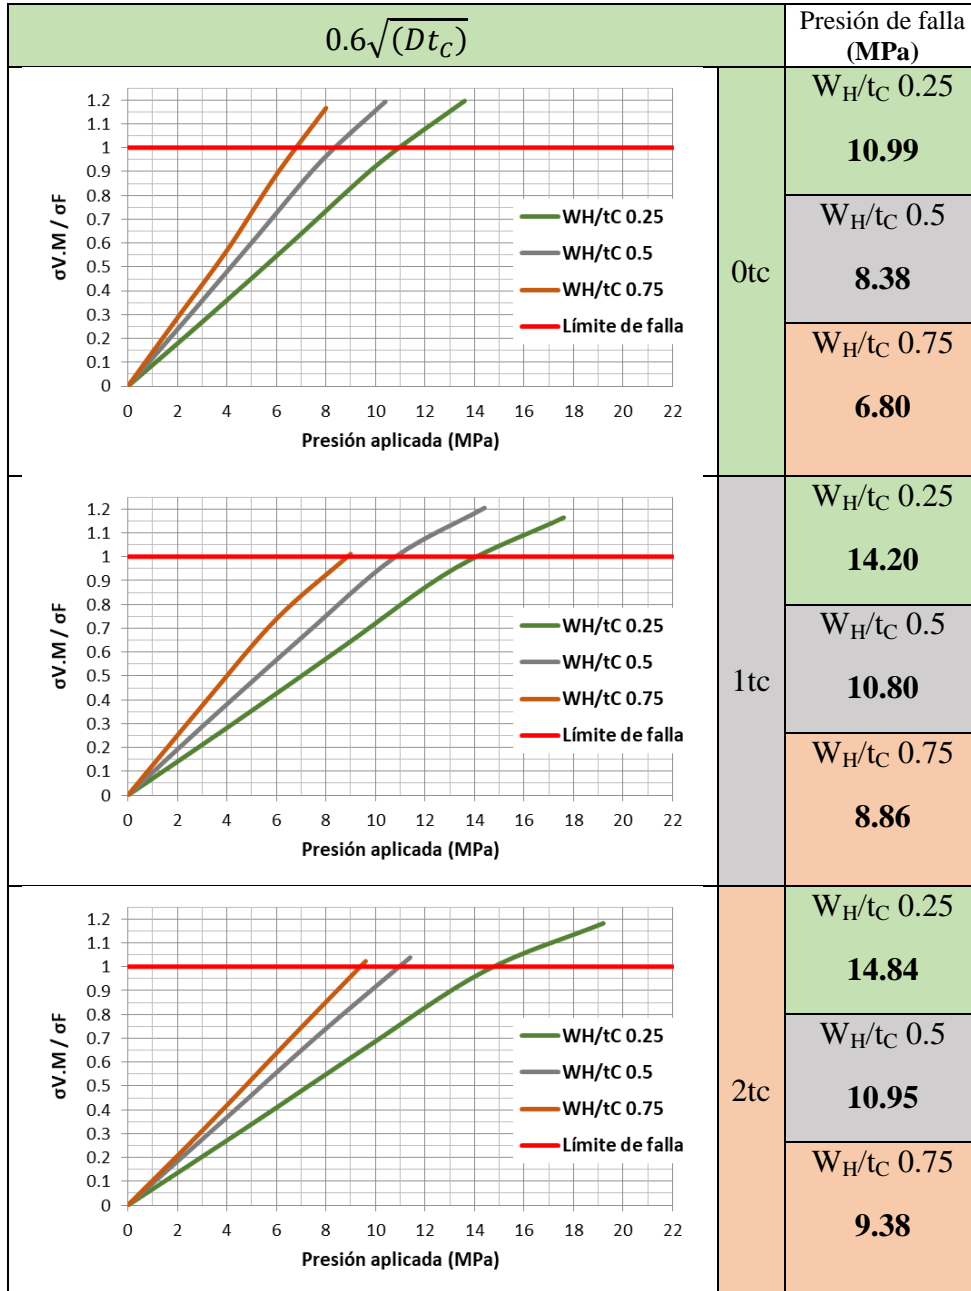 0.6√(Dt_C)
Presión de falla
(MPa)
1.2
1.1
1
0.9
0.8
0.7
0.6
0.5
0.4
0.3
0.2
0.1
0
σV.M / σF
WH/tC 0.25
WH/tC 0.5
WH/tC 0.75
Límite de falla
0 2 4 6 8 10 12 14 16 18 20 22
Presión aplicada (MPa)
0tc
W_H/t_C 0.25
10.99
W_H/t_C 0.5
8.38
W_H/t_C 0.75
6.80
1.2
1.1
1
0.9
0.8
0.7
0.6
0.5
0.4
0.3
0.2
0.1
0
σV.M / σF
WH/tC 0.25
WH/tC 0.5
WH/tC 0.75
Límite de falla
0 2 4 6 8 10 12 14 16 18 20 22
Presión aplicada (MPa)
1tc
W_H/t_C 0.25
14.20
W_H/t_C 0.5
10.80
W_H/t_C 0.75
8.86
1.2
1.1
1
0.9
0.8
0.7
0.6
0.5
0.4
0.3
0.2
0.1
0
σV.M / σF
WH/tC 0.25
WH/tC 0.5
WH/tC 0.75
Límite de falla
0 2 4 6 8 10 12 14 16 18 20 22
Presión aplicada (MPa)
2tc
W_H/t_C 0.25
14.84
W_H/t_C 0.5
10.95
W_H/t_C 0.75
9.38